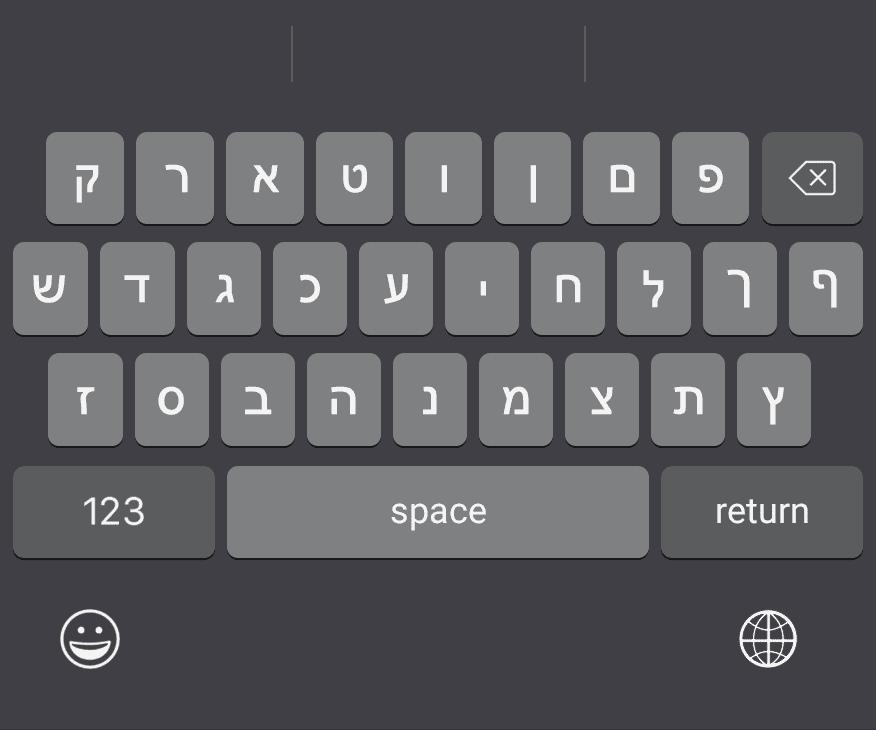 ק ר א ט ו ן ם פ
ש ד ג כ ע י ח ל ך ף
ז ס ב ה נ מ צ ת ץ
123 space return